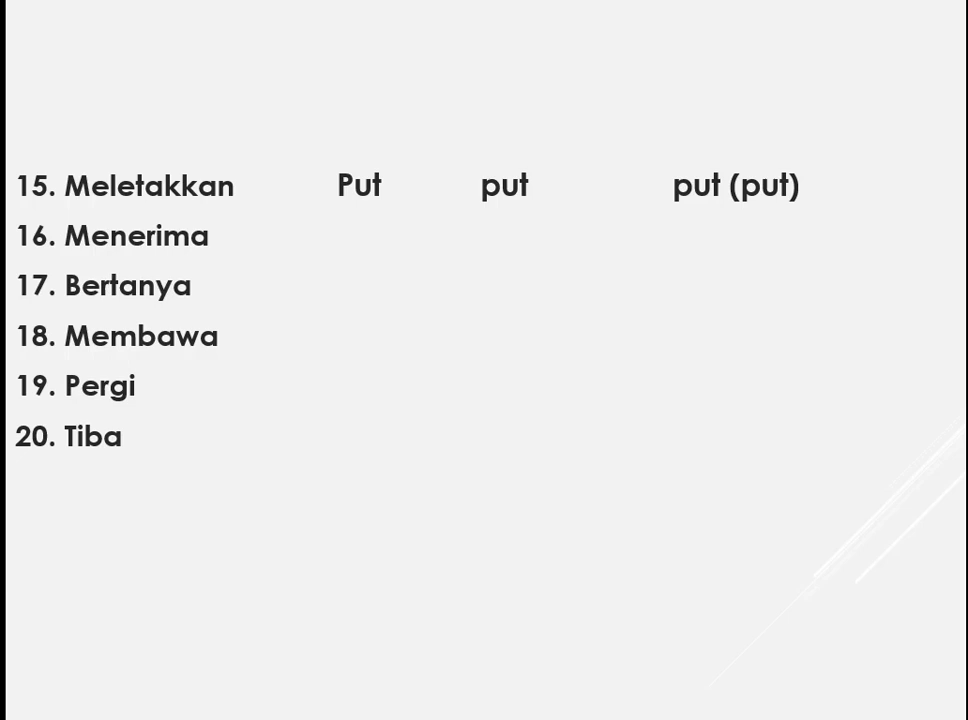 15. Meletakkan Put put put (put)
16. Menerima
17. Bertanya
18. Membawa
19. Pergi
20. Tiba